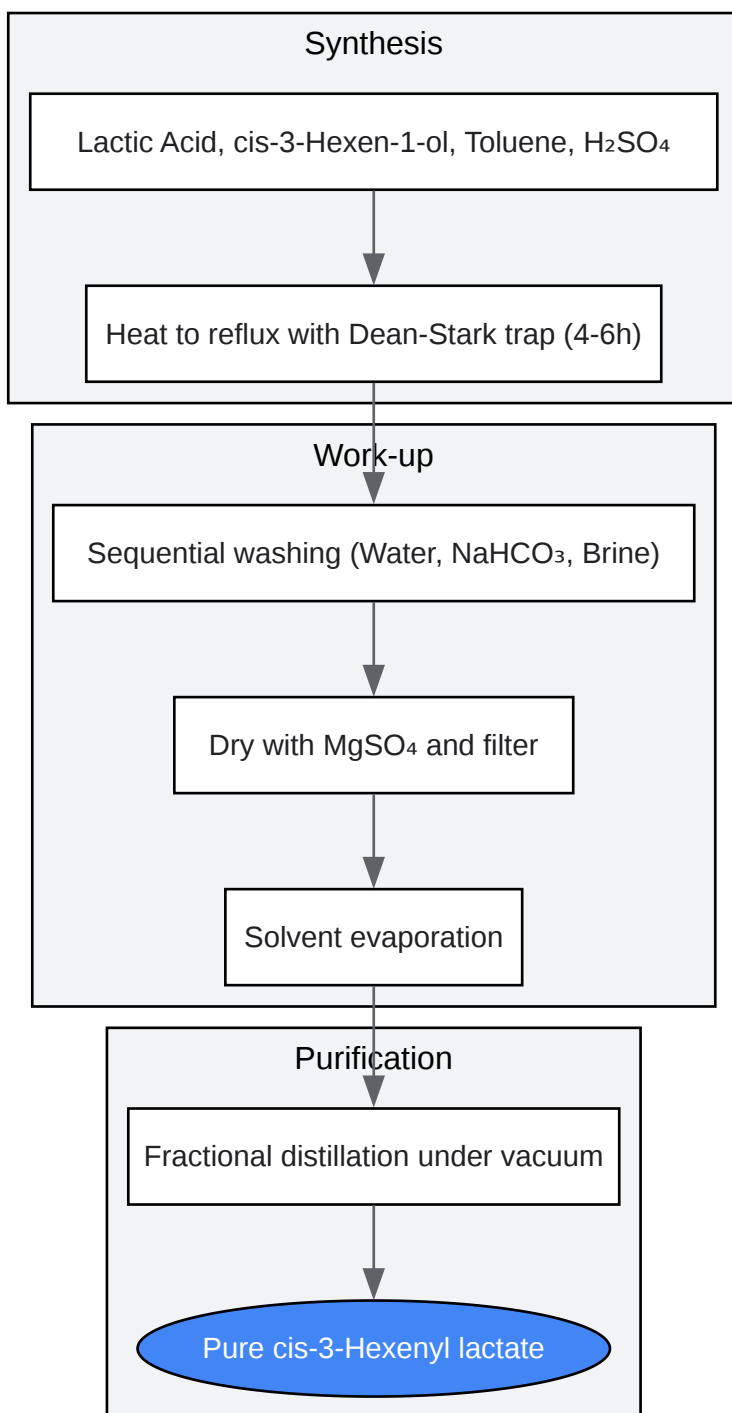 Synthesis
Lactic Acid, cis-3-Hexen-1-ol, Toluene, H₂SO₄
Heat to reflux with Dean-Stark trap (4-6h)
Work-up
Sequential washing (Water, NaHCO₃, Brine)
Dry with MgSO₄ and filter
Solvent evaporation
Purification
Fractional distillation under vacuum
Pure cis-3-Hexenyl lactate